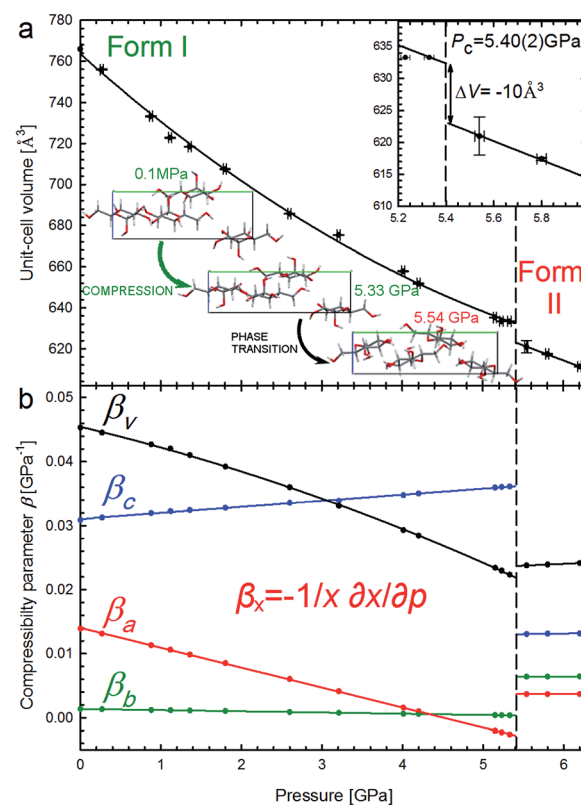 a
Form I
P_C=5.40(2)GPa
ΔV= -10Å³
635
630
625
620
615
610
5.2 5.4 5.6 5.8
780
760
740
720
700
680
660
640
620
Unit-cell volume [Å³]
0.1MPa
COMPRESSION
5.33 GPa
PHASE
TRANSITION
5.54 GPa
Form
II
b
0.05
0.04
0.03
0.02
0.01
0.00
Compressibility parameter β [GPa⁻¹]
β_V
β_c
β_a
β_b
β_x=-1/x ∂x/∂p
0 1 2 3 4 5 6
Pressure [GPa]